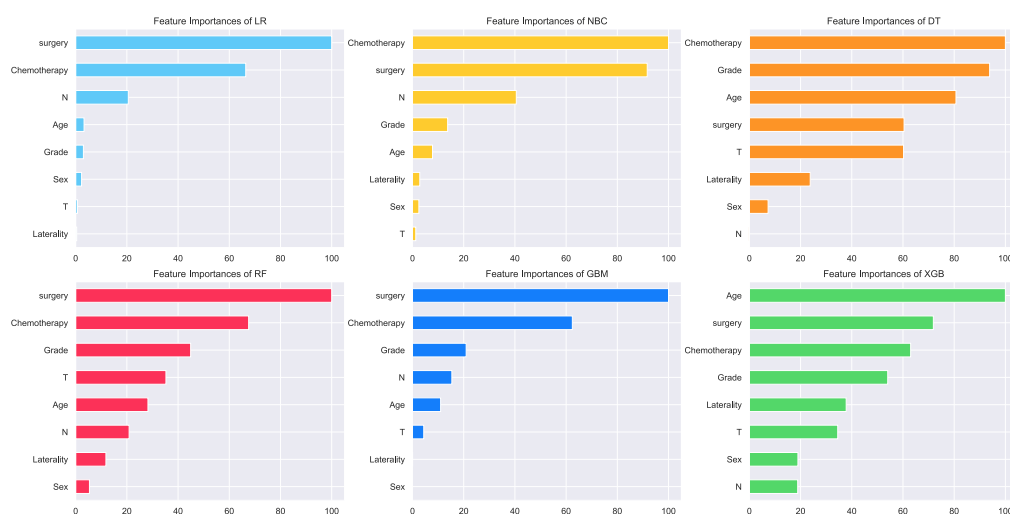 Feature Importances of LR
surgery
Chemotherapy
N
Age
Grade
Sex
T
Laterality
0 20 40 60 80 100
Feature Importances of NBC
Chemotherapy
surgery
N
Grade
Age
Laterality
Sex
T
0 20 40 60 80 100
Feature Importances of DT
Chemotherapy
Grade
Age
surgery
T
Laterality
Sex
N
0 20 40 60 80 100
Feature Importances of RF
surgery
Chemotherapy
Grade
T
Age
N
Laterality
Sex
0 20 40 60 80 100
Feature Importances of GBM
surgery
Chemotherapy
Grade
N
Age
T
Laterality
Sex
0 20 40 60 80 100
Feature Importances of XGB
Age
surgery
Chemotherapy
Grade
Laterality
T
Sex
N
0 20 40 60 80 100